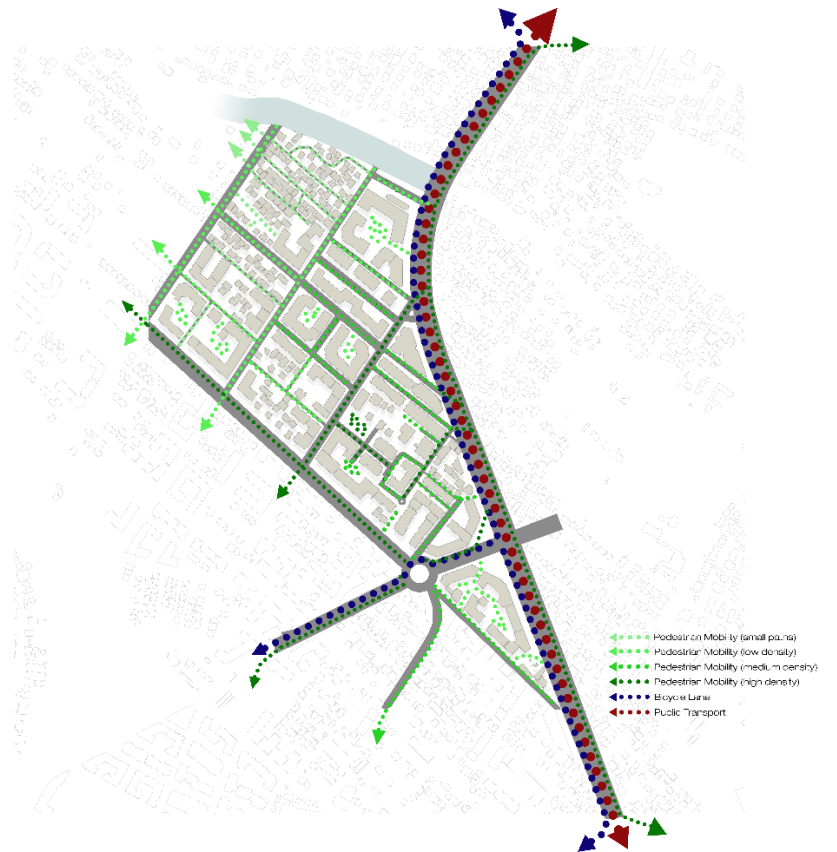 Pedestrian Mobility (small paths)
Pedestrian Mobility (low density)
Pedestrian Mobility (medium density)
Pedestrian Mobility (high density)
Bicycle Lane
Public Transport